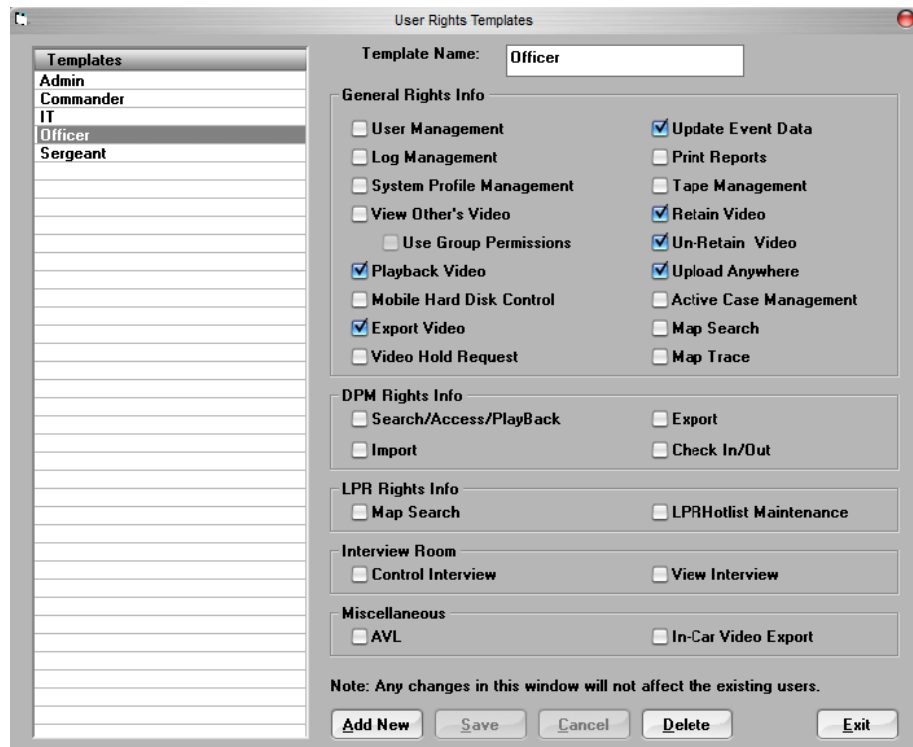 User Rights Templates
Templates
Admin
Commander
IT
Officer
Sergeant
Template Name: Officer
General Rights Info
User Management
Update Event Data
Log Management
Print Reports
System Profile Management
Tape Management
View Other's Video
Retain Video
Use Group Permissions
Un-Retain Video
Playback Video
Upload Anywhere
Mobile Hard Disk Control
Active Case Management
Export Video
Map Search
Video Hold Request
Map Trace
DPM Rights Info
Search/Access/PlayBack
Export
Import
Check In/Out
LPR Rights Info
Map Search
LPRHotlist Maintenance
Interview Room
Control Interview
View Interview
Miscellaneous
AVL
In-Car Video Export
Note: Any changes in this window will not affect the existing users.
Add New
Save
Cancel
Delete
Exit